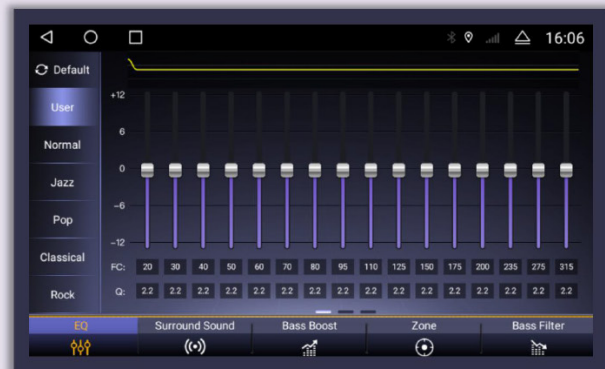 16:06
Default
User
Normal
Jazz
Pop
Classical
Rock
+12
6
0
−6
−12
FC: 20 30 40 50 60 70 80 95 110 125 150 175 200 235 275 315
Q: 2.2 2.2 2.2 2.2 2.2 2.2 2.2 2.2 2.2 2.2 2.2 2.2 2.2 2.2 2.2 2.2
EQ Surround Sound Bass Boost Zone Bass Filter